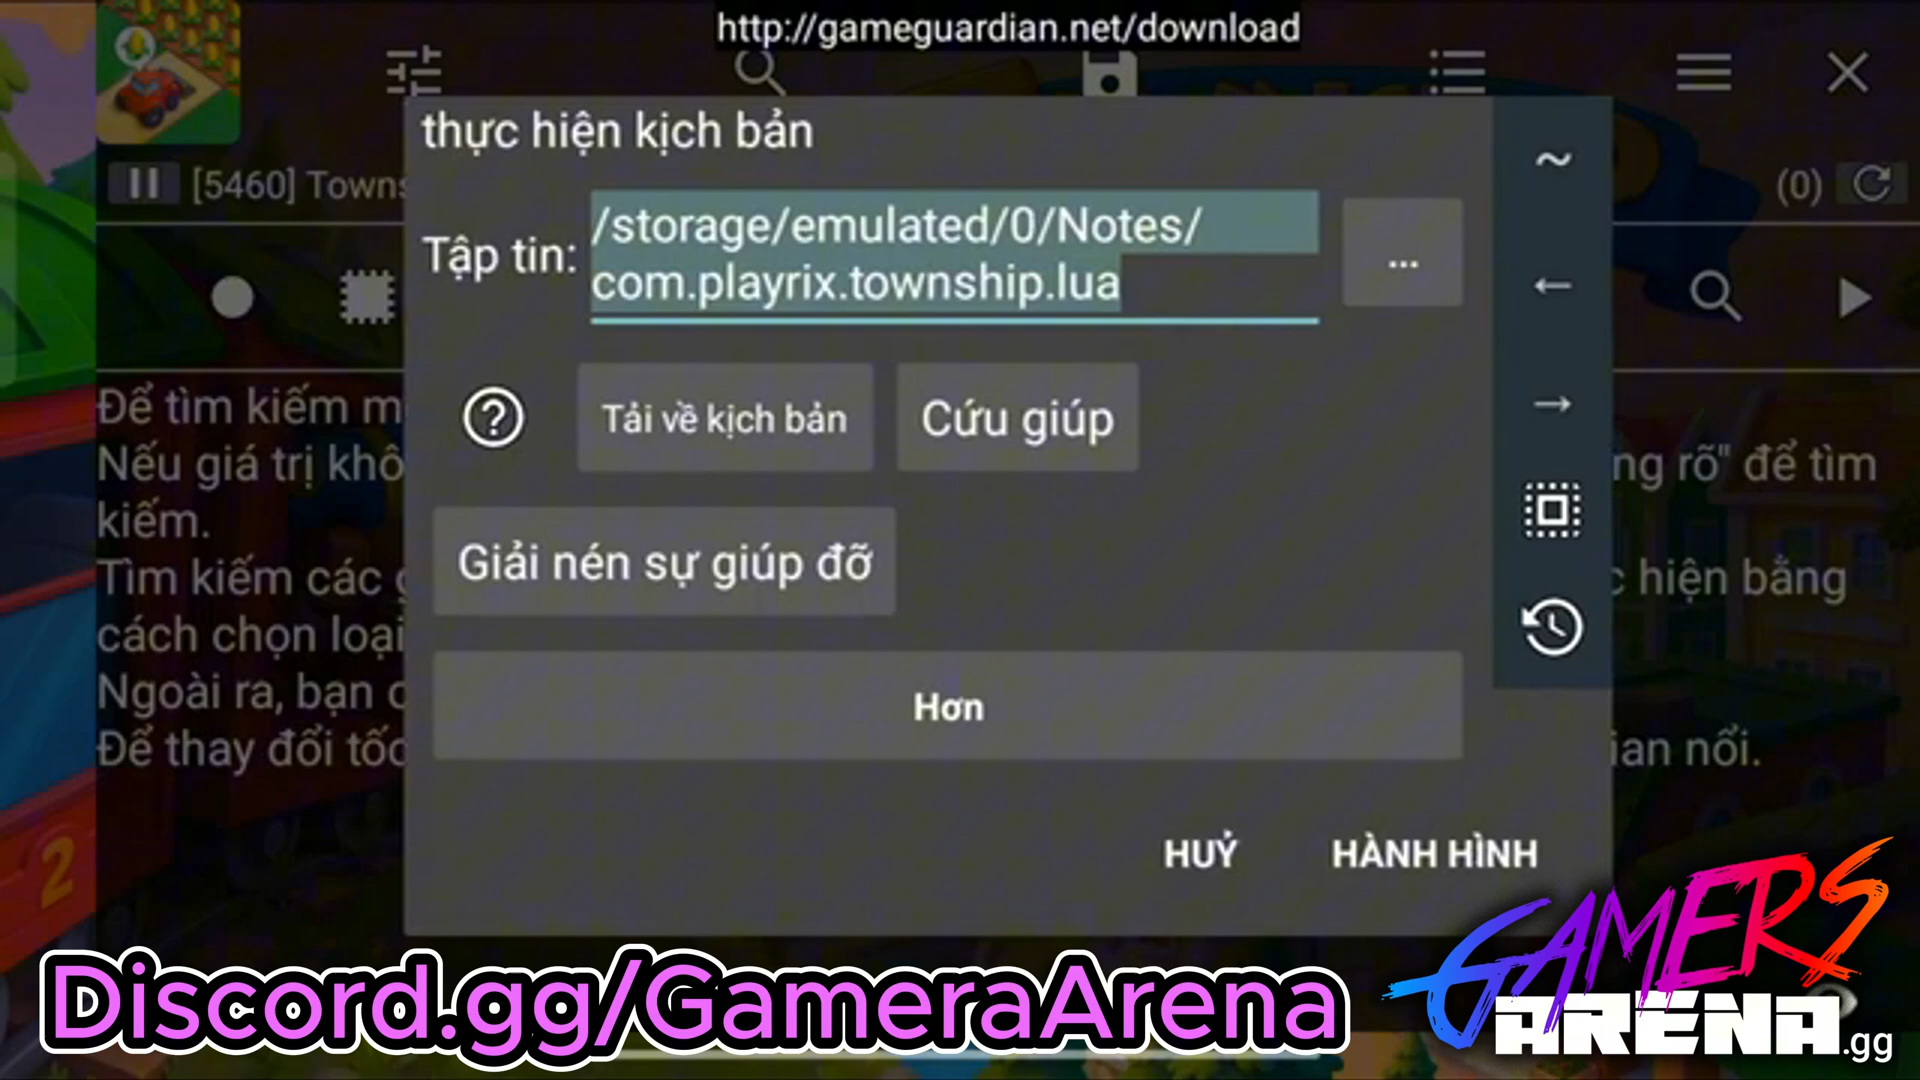 http://gameguardian.net/download
[5460] Towns
(0)
thực hiện kịch bản
Tập tin:
/storage/emulated/0/Notes/
com.playrix.township.lua
...
Tải về kịch bản
Cứu giúp
Giải nén sự giúp đỡ
Hơn
HUỶ
HÀNH HÌNH
Để tìm kiếm m
Nếu giá trị khô
ng rõ" để tìm
kiếm.
Tìm kiếm các
hiện bằng
cách chọn loại
Ngoài ra, bạn c
Để thay đổi tốc
ian nổi.
2
Discord.gg/GameraArena
GAMERS
ARENA.gg